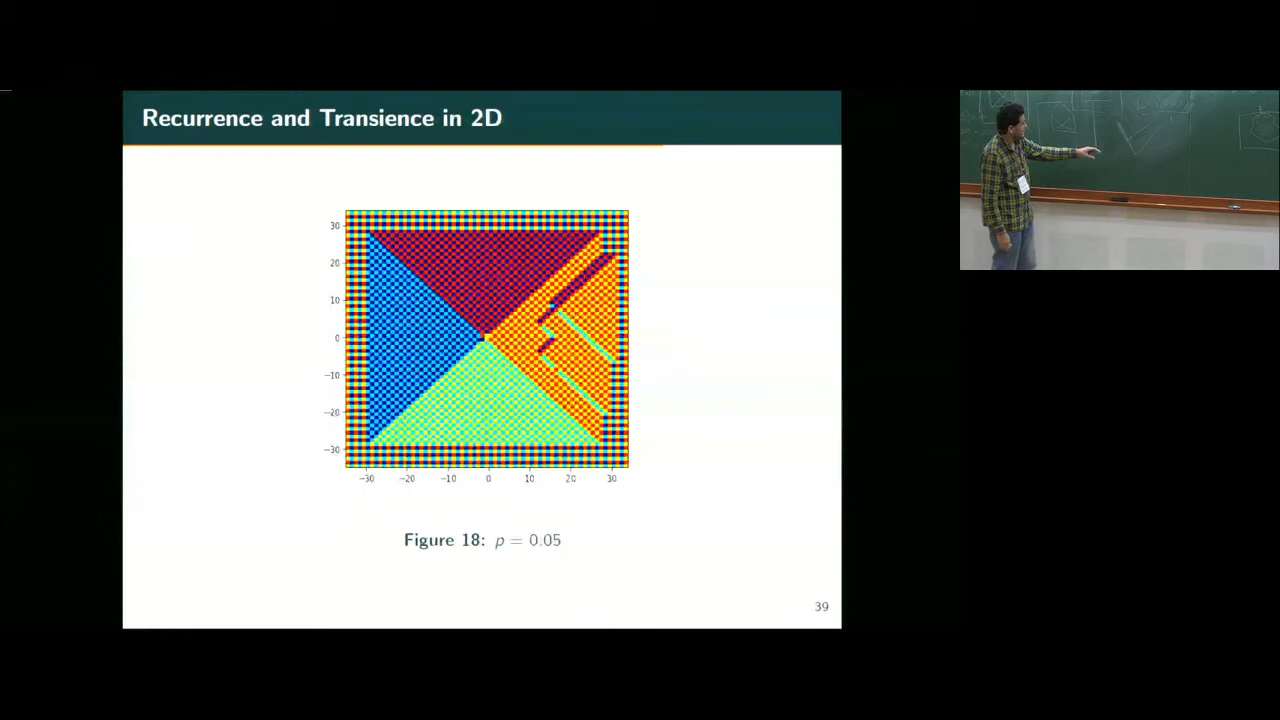 Recurrence and Transience in 2D
30
20
10
0
−10
−20
−30
−30 −20 −10 0 10 20 30
Figure 18: p = 0.05
39